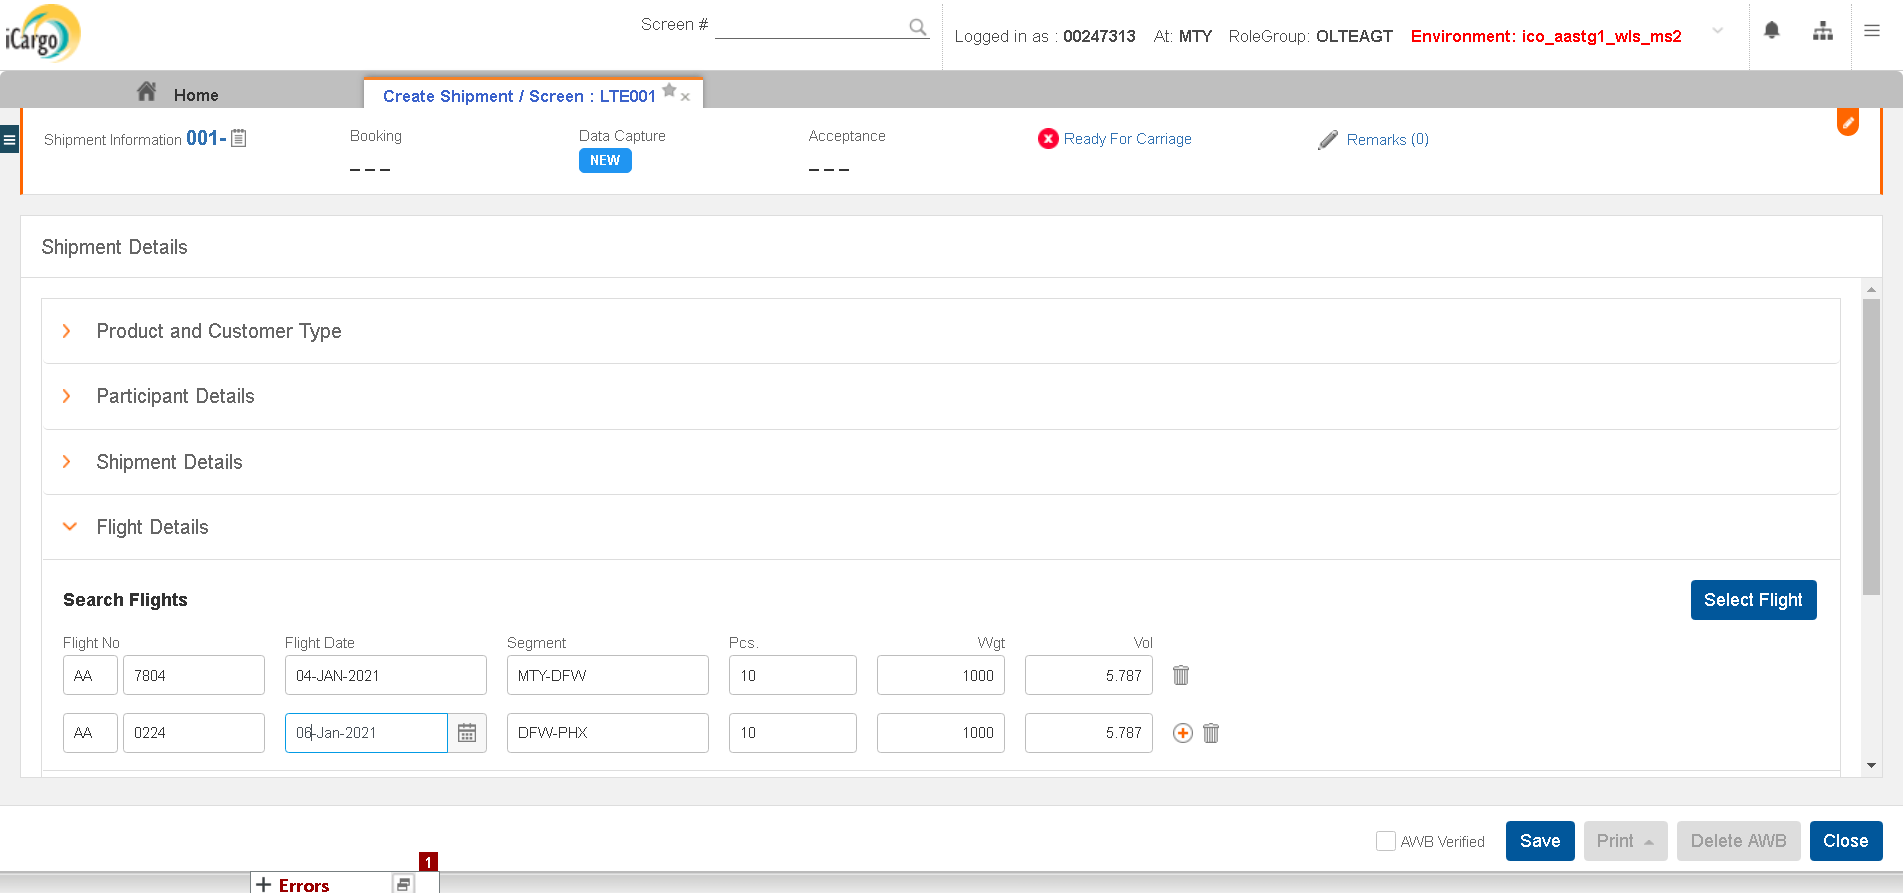 iCargo
Screen #
Logged in as : 00247313 At: MTY RoleGroup: OLTEAGT Environment: ico_aastg1_wls_ms2
Home
Create Shipment / Screen : LTE001
Shipment Information 001-
Booking
Data Capture
Acceptance
Ready For Carriage
Remarks (0)
NEW
Shipment Details
Product and Customer Type
Participant Details
Shipment Details
Flight Details
Search Flights
Select Flight
Flight No Flight Date Segment Pcs. Wgt Vol
AA 7804 04-JAN-2021 MTY-DFW 10 1000 5.787
AA 0224 06-Jan-2021 DFW-PHX 10 1000 5.787
AWB Verified Save Print Delete AWB Close
1
Errors